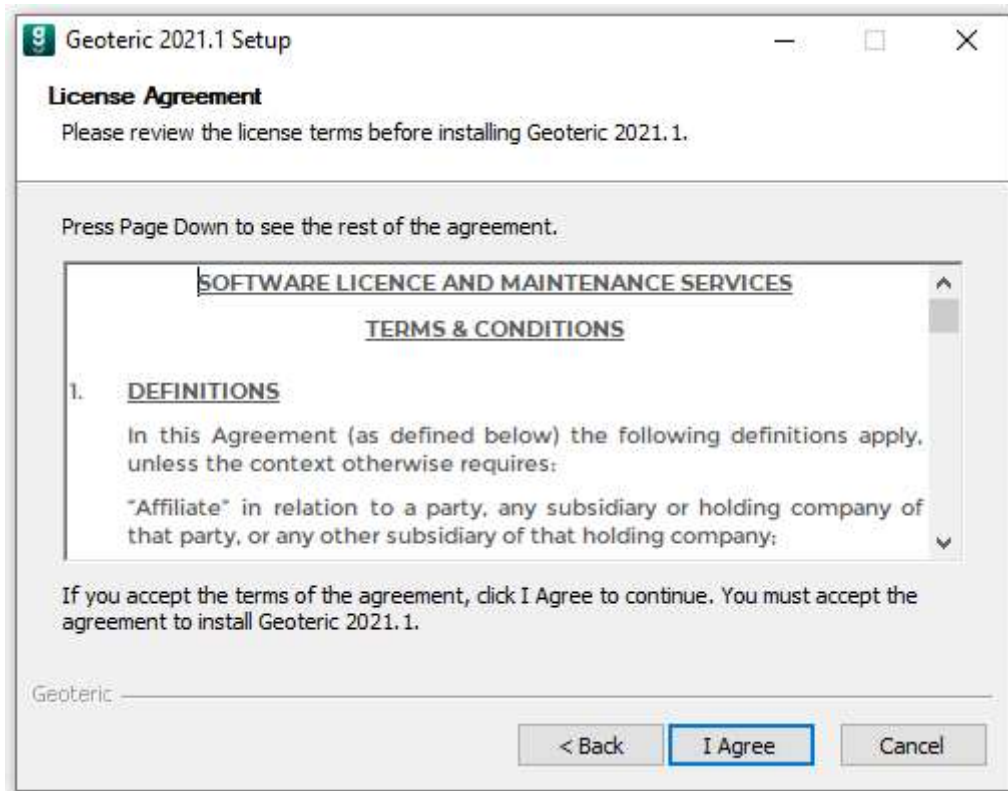 Geoteric 2021.1 Setup
License Agreement
Please review the license terms before installing Geoteric 2021.1.
Press Page Down to see the rest of the agreement.
SOFTWARE LICENCE AND MAINTENANCE SERVICES
TERMS & CONDITIONS
1. DEFINITIONS
In this Agreement (as defined below) the following definitions apply,
unless the context otherwise requires:
"Affiliate" in relation to a party, any subsidiary or holding company of
that party, or any other subsidiary of that holding company;
If you accept the terms of the agreement, click I Agree to continue. You must accept the
agreement to install Geoteric 2021.1.
Geoteric
< Back I Agree Cancel